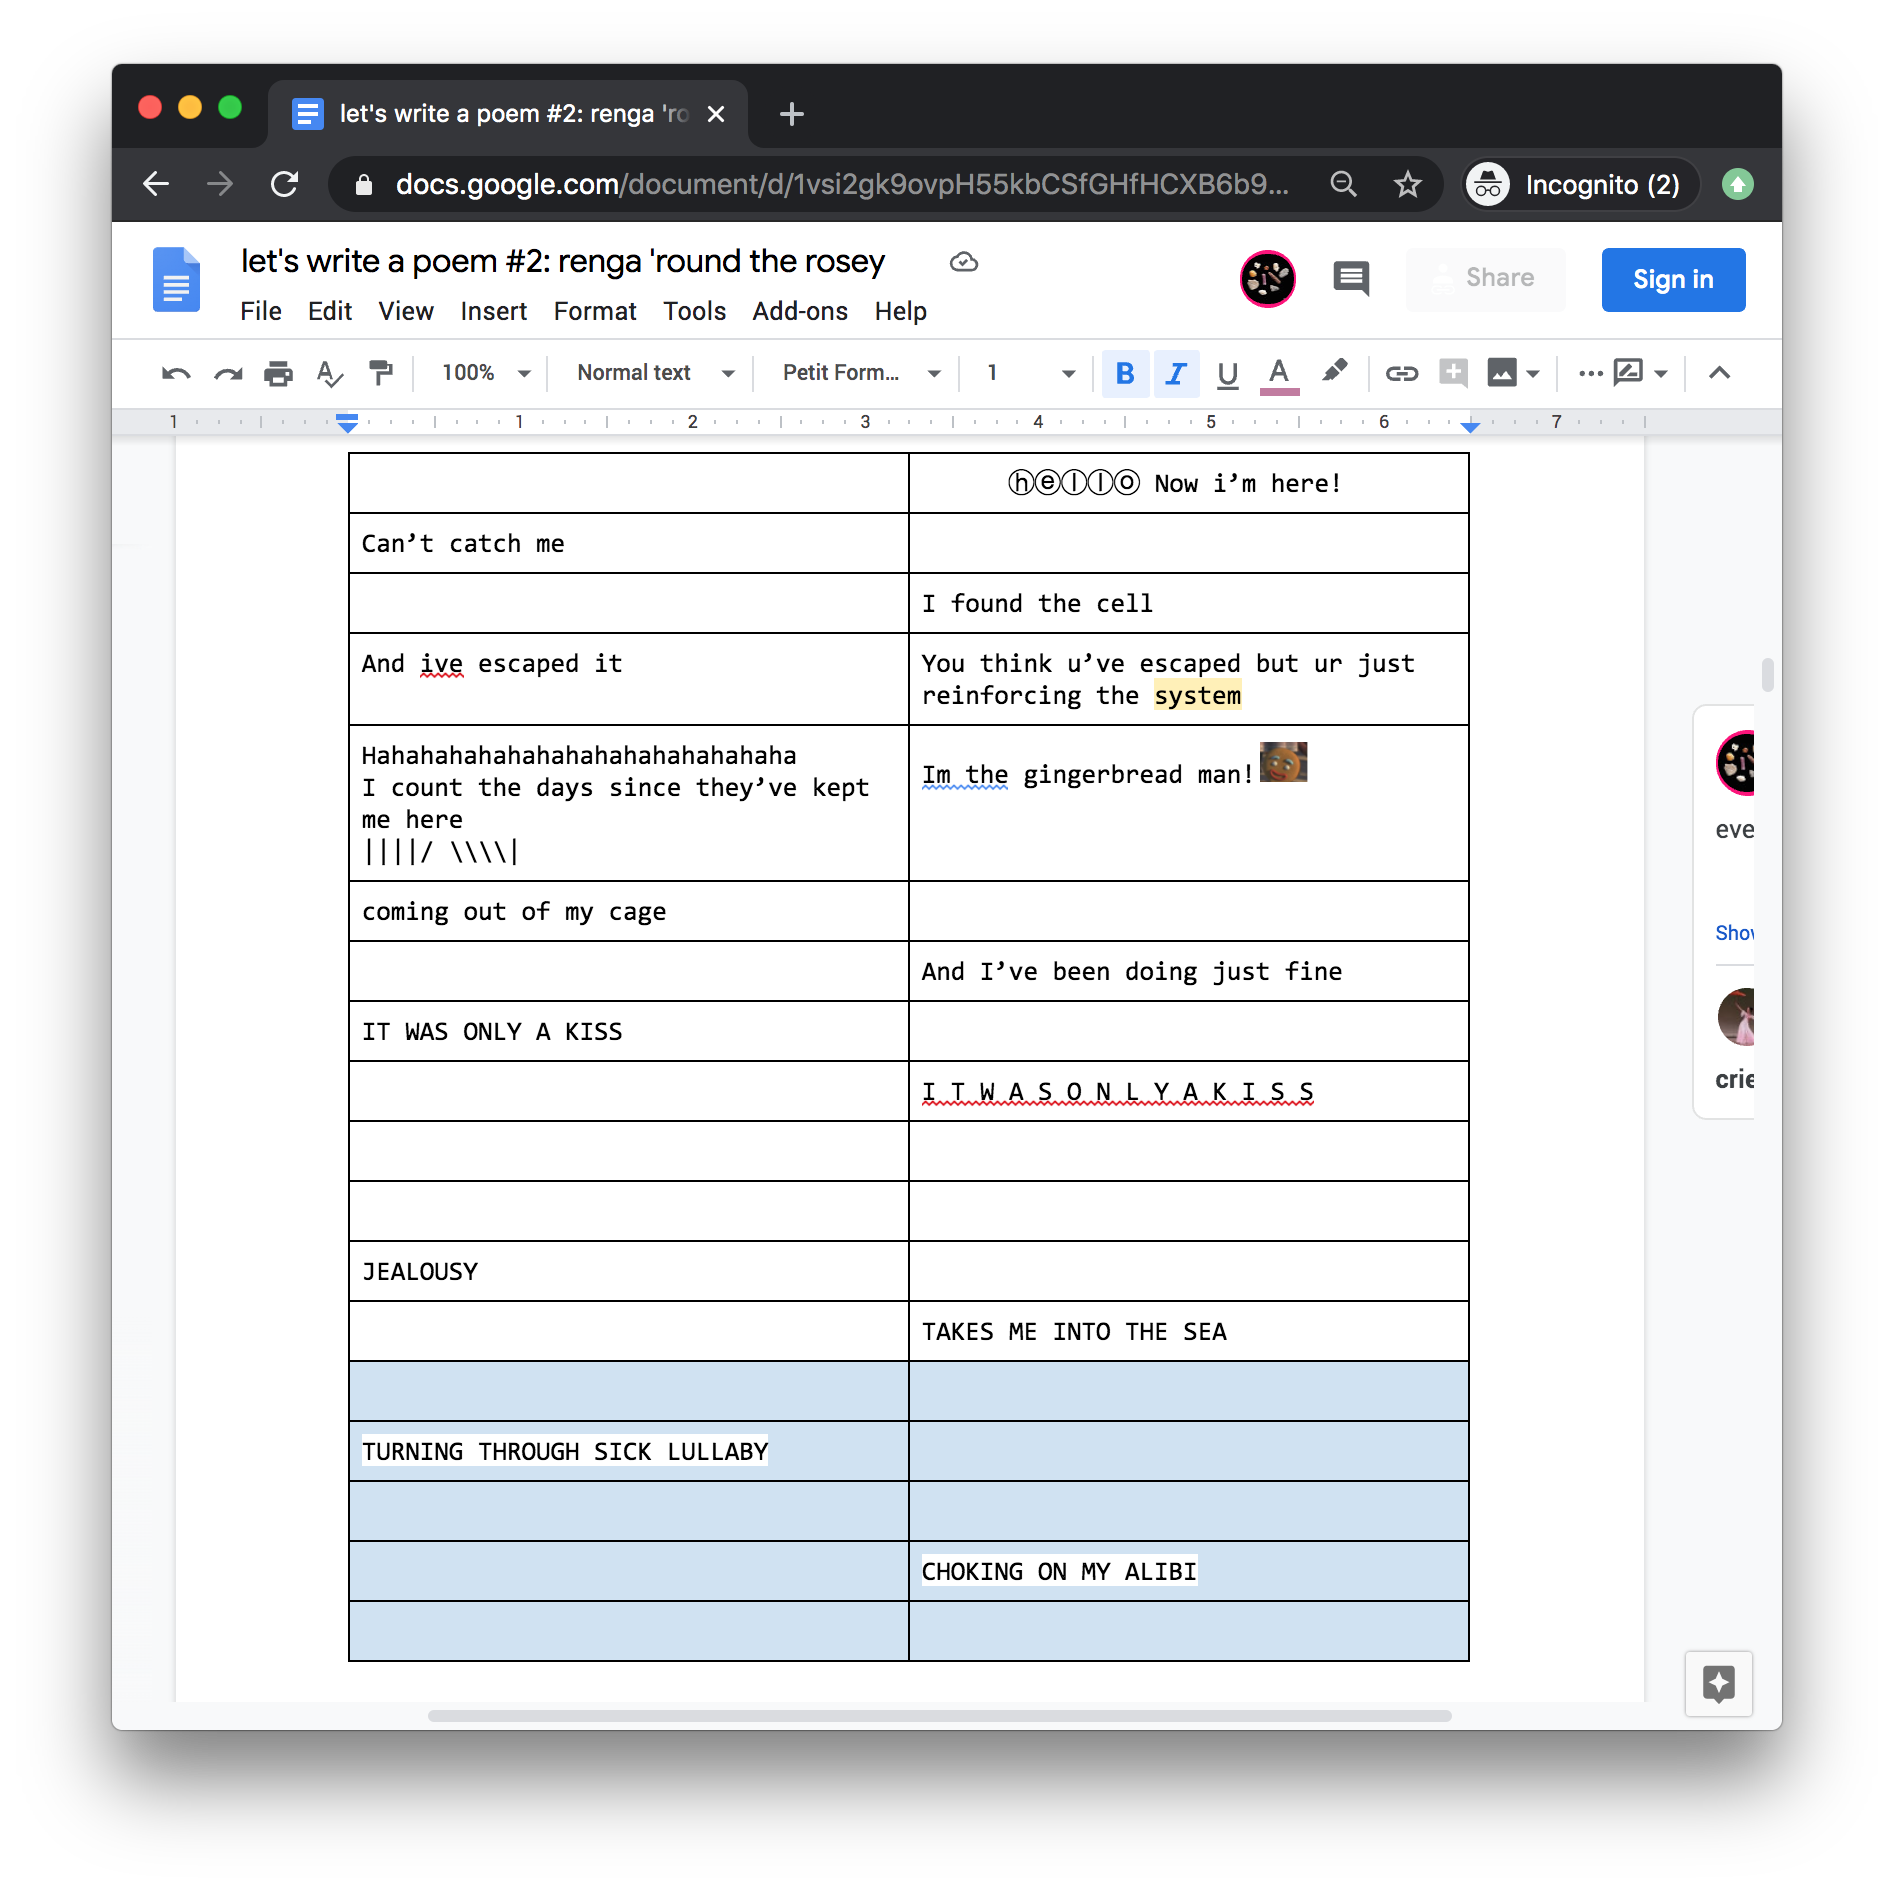 let's write a poem #2: renga 'ro
docs.google.com/document/d/1vsi2gk9ovpH55kbCSfGHfHCXB6b9...
Incognito (2)
let's write a poem #2: renga 'round the rosey
Share
Sign in
File Edit View Insert Format Tools Add-ons Help
100% Normal text Petit Form... 1 B I U A
1 1 2 3 4 5 6 7
ⓗⓔⓛⓛⓞ Now i’m here!
Can’t catch me
I found the cell
And ive escaped it
You think u’ve escaped but ur just
reinforcing the system
Hahahahahahahahahahahahahahaha
I count the days since they’ve kept
me here
||||/ \\\\|
Im the gingerbread man!
coming out of my cage
And I’ve been doing just fine
IT WAS ONLY A KISS
I T W A S O N L Y A K I S S
JEALOUSY
TAKES ME INTO THE SEA
TURNING THROUGH SICK LULLABY
CHOKING ON MY ALIBI
eve
Show
crie